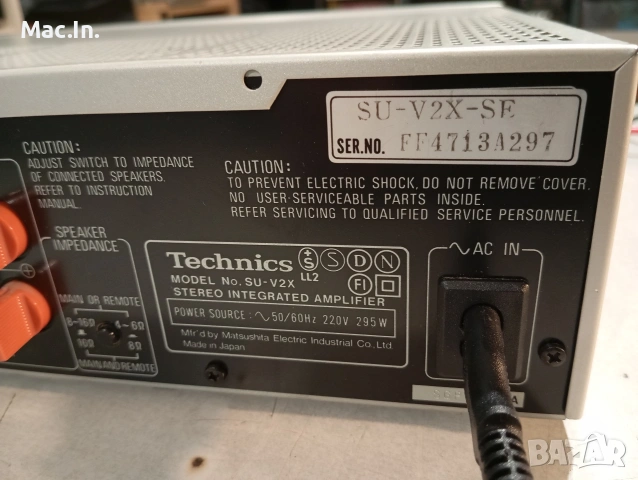 Mac.In.
SU-V2X-SE
SER.NO. FF4713A297
CAUTION:
ADJUST SWITCH TO IMPEDANCE
OF CONNECTED SPEAKERS.
REFER TO INSTRUCTION
MANUAL.
CAUTION:
TO PREVENT ELECTRIC SHOCK, DO NOT REMOVE COVER.
NO USER-SERVICEABLE PARTS INSIDE.
REFER SERVICING TO QUALIFIED SERVICE PERSONNEL.
SPEAKER
IMPEDANCE
MAIN OR REMOTE
8-16Ω 4-6Ω
16Ω 8Ω
MAIN AND REMOTE
Technics S S D N
LL2
MODEL No. SU-V2X FI
STEREO INTEGRATED AMPLIFIER
POWER SOURCE: ~50/60Hz 220V 295W
Mfr'd by Matsushita Electric Industrial Co., Ltd.
Made in Japan
~ AC IN
BAZAR